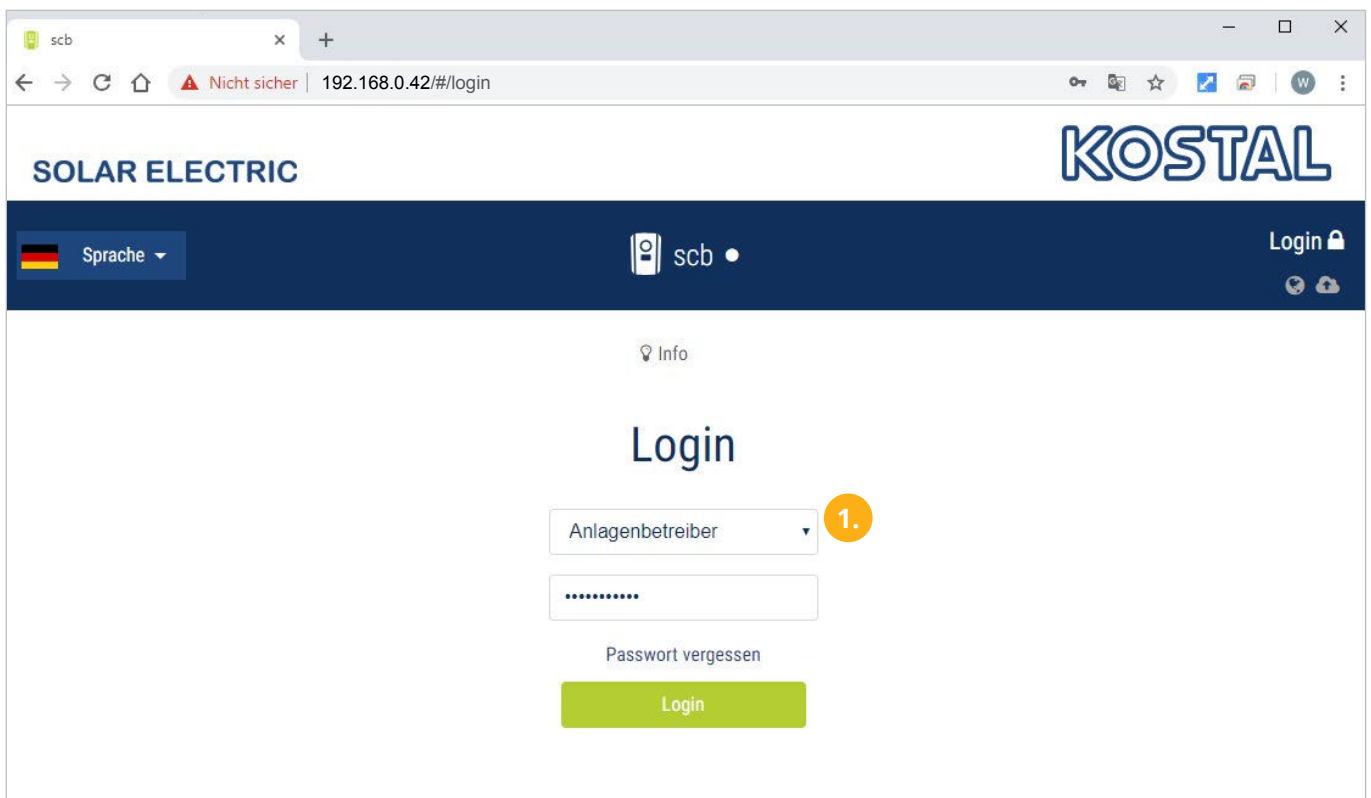 scb
Nicht sicher 192.168.0.42/#/login
W
SOLAR ELECTRIC
KOSTAL
Sprache
scb
Login
Info
Login
Anlagenbetreiber
1.
•••••••••••
Passwort vergessen
Login